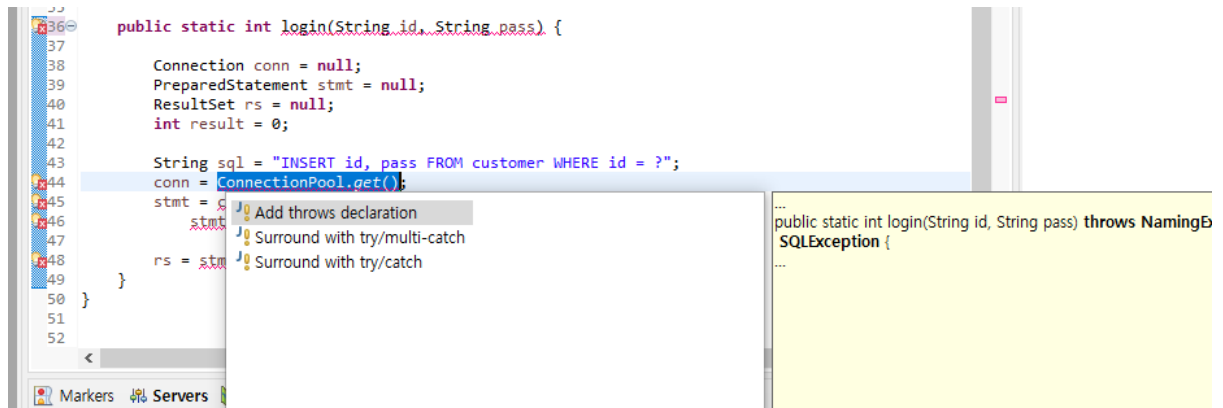 36 public static int login(String id, String pass) {
37
38 Connection conn = null;
39 PreparedStatement stmt = null;
40 ResultSet rs = null;
41 int result = 0;
42
43 String sql = "INSERT id, pass FROM customer WHERE id = ?";
44 conn = ConnectionPool.get();
45 stmt = c
46 stmt
47
48 rs = stm
49 }
50 }
51
52
Add throws declaration
Surround with try/multi-catch
Surround with try/catch
...
public static int login(String id, String pass) throws NamingEx
SQLException {
...
Markers Servers